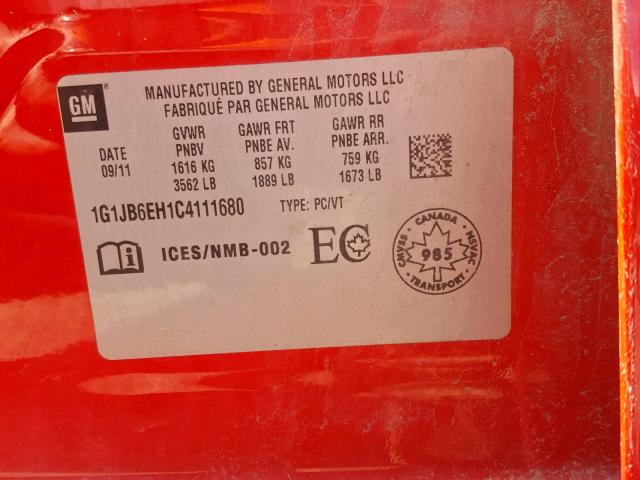 GM
MANUFACTURED BY GENERAL MOTORS LLC
FABRIQUÉ PAR GENERAL MOTORS LLC
DATE
09/11
GVWR
PNBV
1616 KG
3562 LB
GAWR FRT
PNBE AV.
857 KG
1889 LB
GAWR RR
PNBE ARR.
759 KG
1673 LB
1G1JB6EH1C4111680 TYPE: PC/VT
i ICES/NMB-002 EC
CANADA
CMVSS 985 NSVAC
TRANSPORT